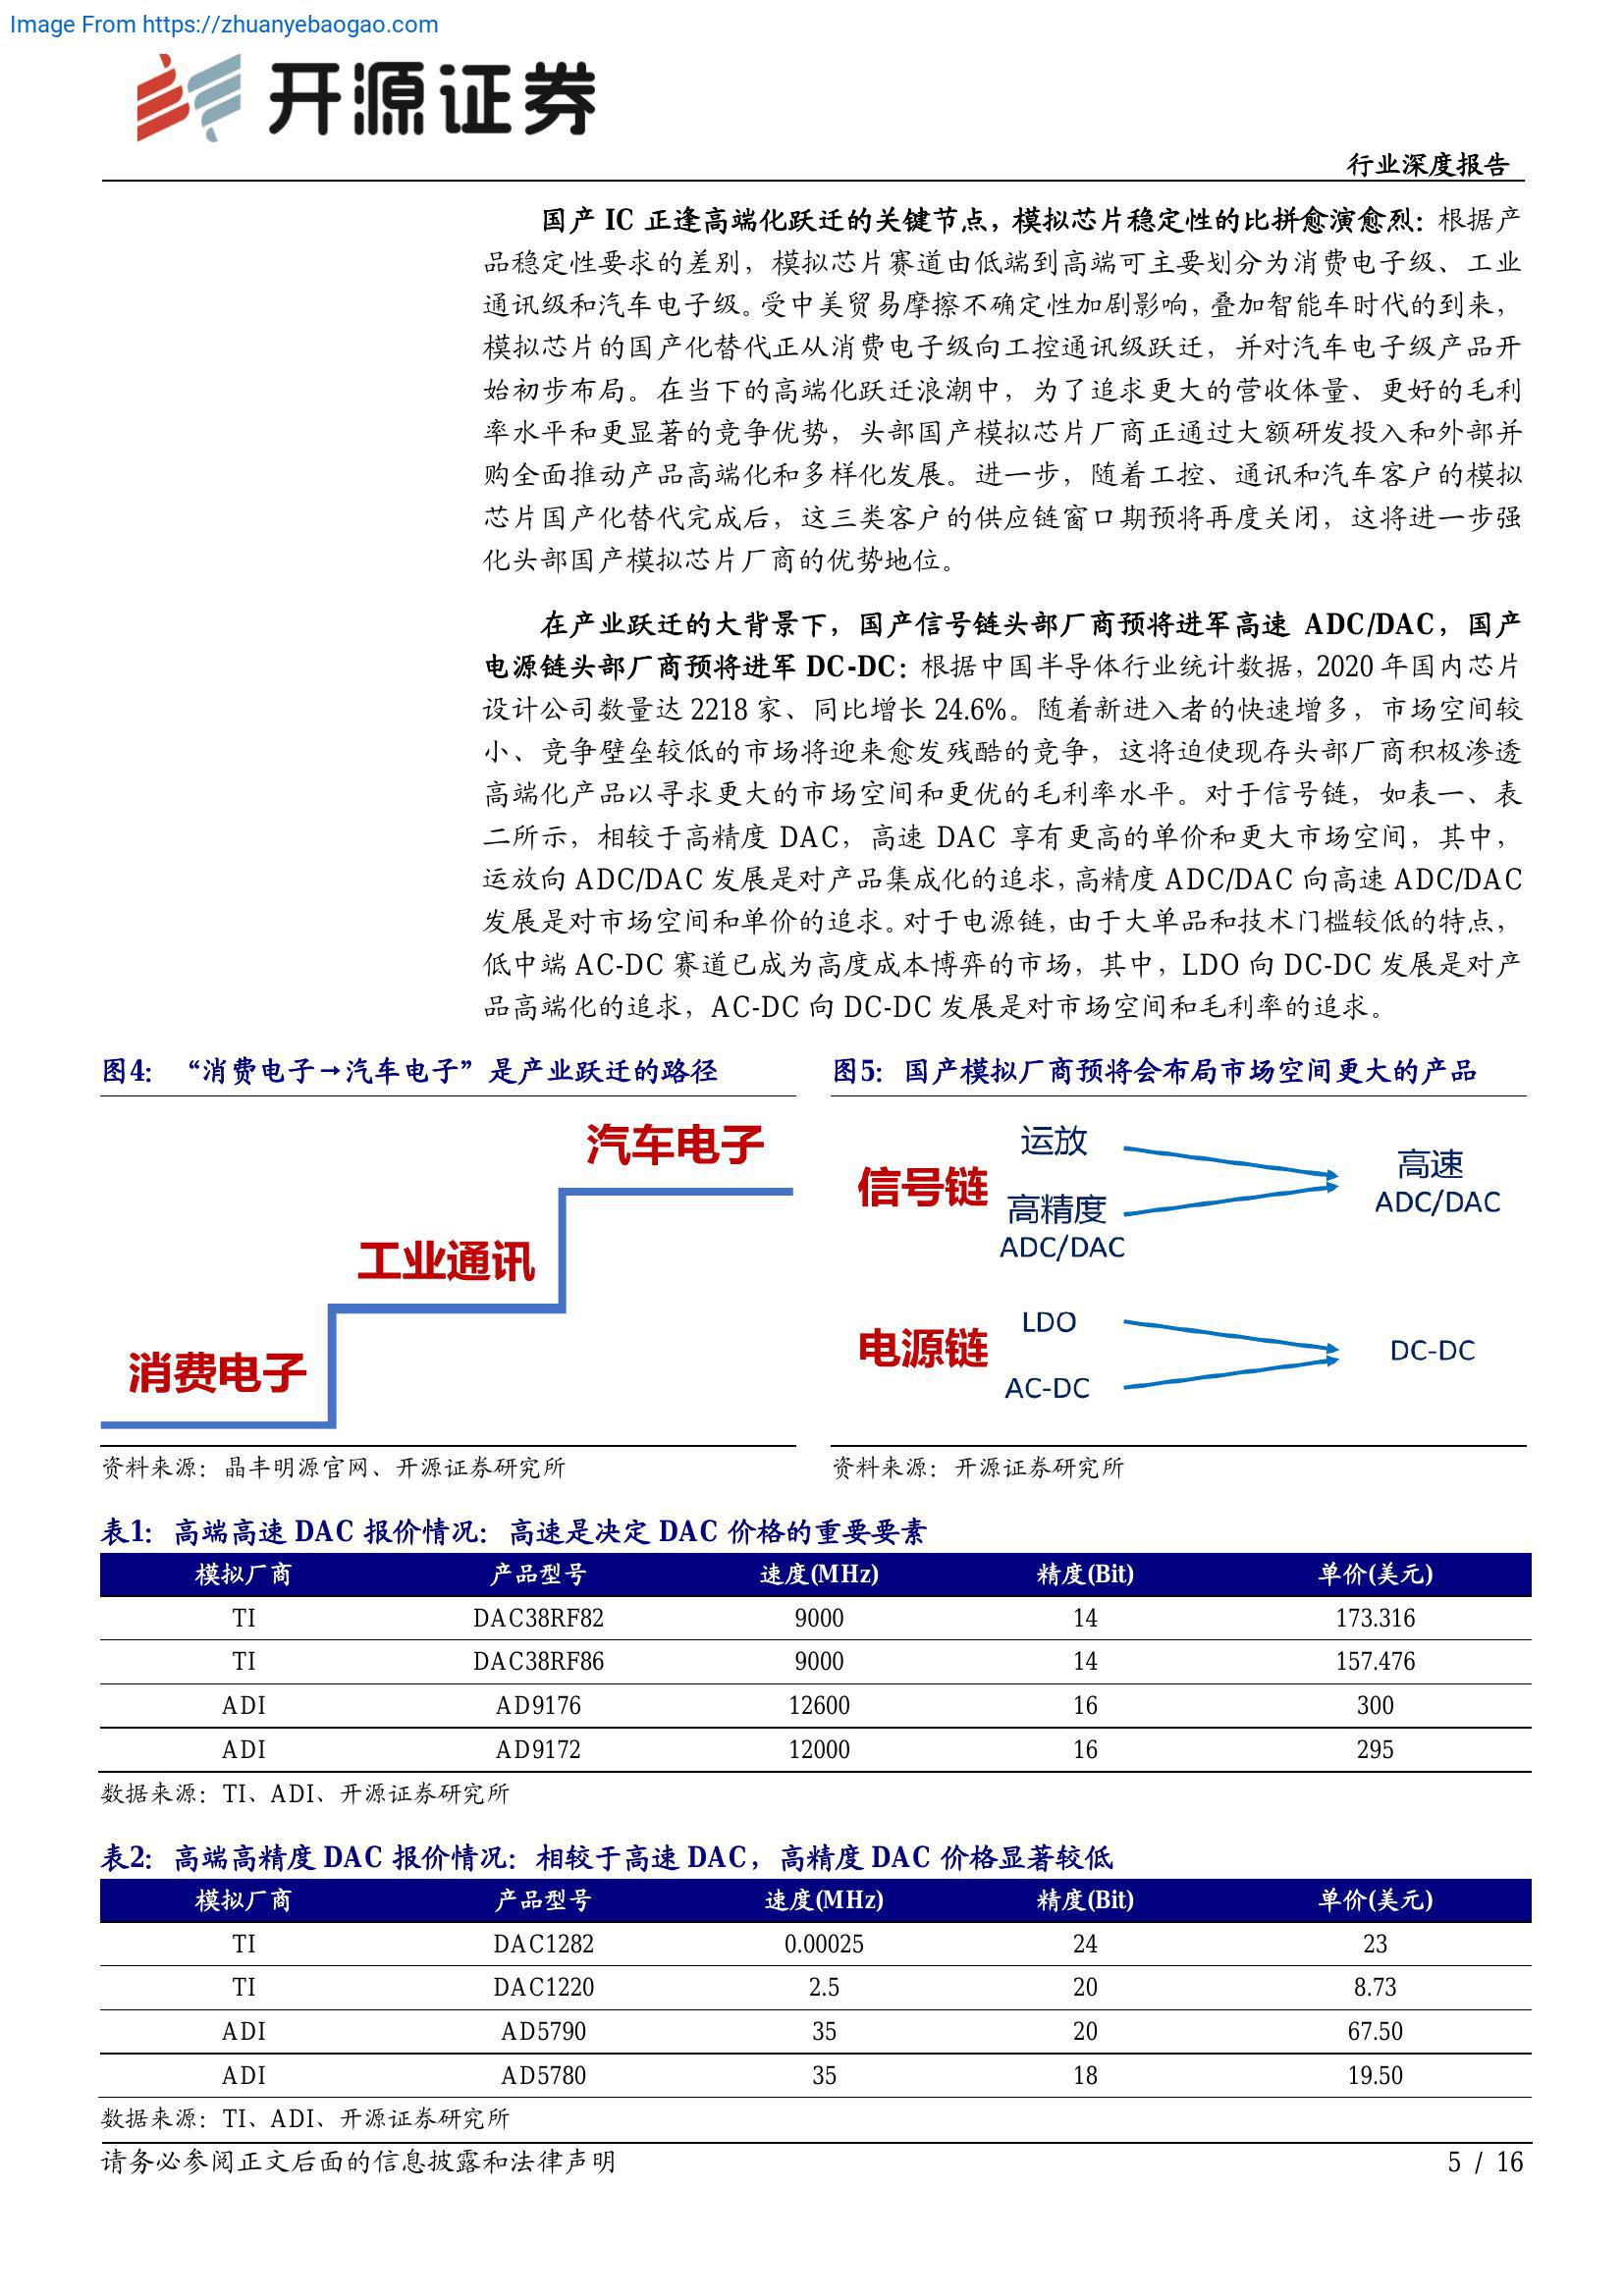 Image From https://zhuanyebaogao.com
开源证券
行业深度报告
国产 IC 正逢高端化跃迁的关键节点，模拟芯片稳定性的比拼愈演愈烈：根据产
品稳定性要求的差别，模拟芯片赛道由低端到高端可主要划分为消费电子级、工业
通讯级和汽车电子级。受中美贸易摩擦不确定性加剧影响，叠加智能车时代的到来，
模拟芯片的国产化替代正从消费电子级向工控通讯级跃迁，并对汽车电子级产品开
始初步布局。在当下的高端化跃迁浪潮中，为了追求更大的营收体量、更好的毛利
率水平和更显著的竞争优势，头部国产模拟芯片厂商正通过大额研发投入和外部并
购全面推动产品高端化和多样化发展。进一步，随着工控、通讯和汽车客户的模拟
芯片国产化替代完成后，这三类客户的供应链窗口期预将再度关闭，这将进一步强
化头部国产模拟芯片厂商的优势地位。
在产业跃迁的大背景下，国产信号链头部厂商预将进军高速 ADC/DAC，国产
电源链头部厂商预将进军 DC-DC：根据中国半导体行业统计数据，2020 年国内芯片
设计公司数量达 2218 家、同比增长 24.6%。随着新进入者的快速增多，市场空间较
小、竞争壁垒较低的市场将迎来愈发残酷的竞争，这将迫使现存头部厂商积极渗透
高端化产品以寻求更大的市场空间和更优的毛利率水平。对于信号链，如表一、表
二所示，相较于高精度 DAC，高速 DAC 享有更高的单价和更大市场空间，其中，
运放向 ADC/DAC 发展是对产品集成化的追求，高精度 ADC/DAC 向高速 ADC/DAC
发展是对市场空间和单价的追求。对于电源链，由于大单品和技术门槛较低的特点，
低中端 AC-DC 赛道已成为高度成本博弈的市场，其中，LDO 向 DC-DC 发展是对产
品高端化的追求，AC-DC 向 DC-DC 发展是对市场空间和毛利率的追求。
图4： “消费电子→汽车电子”是产业跃迁的路径
汽车电子
工业通讯
消费电子
资料来源：晶丰明源官网、开源证券研究所
图5：国产模拟厂商预将会布局市场空间更大的产品
信号链
运放
高精度
ADC/DAC
高速
ADC/DAC
电源链
LDO
AC-DC
DC-DC
资料来源：开源证券研究所
表1：高端高速 DAC 报价情况：高速是决定 DAC 价格的重要要素
模拟厂商 产品型号 速度(MHz) 精度(Bit) 单价(美元)
TI DAC38RF82 9000 14 173.316
TI DAC38RF86 9000 14 157.476
ADI AD9176 12600 16 300
ADI AD9172 12000 16 295
数据来源：TI、ADI、开源证券研究所
表2：高端高精度 DAC 报价情况：相较于高速 DAC，高精度 DAC 价格显著较低
模拟厂商 产品型号 速度(MHz) 精度(Bit) 单价(美元)
TI DAC1282 0.00025 24 23
TI DAC1220 2.5 20 8.73
ADI AD5790 35 20 67.50
ADI AD5780 35 18 19.50
数据来源：TI、ADI、开源证券研究所
请务必参阅正文后面的信息披露和法律声明 5 / 16